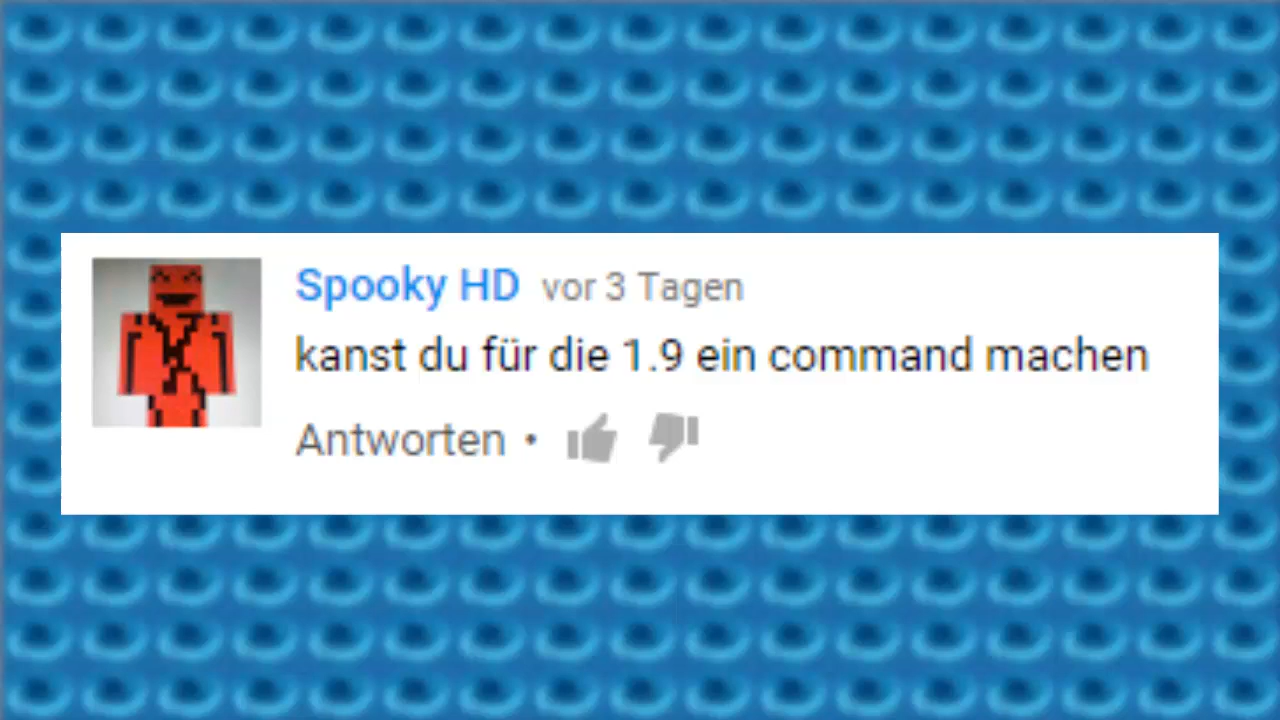 Spooky HD vor 3 Tagen
kanst du für die 1.9 ein command machen
Antworten •